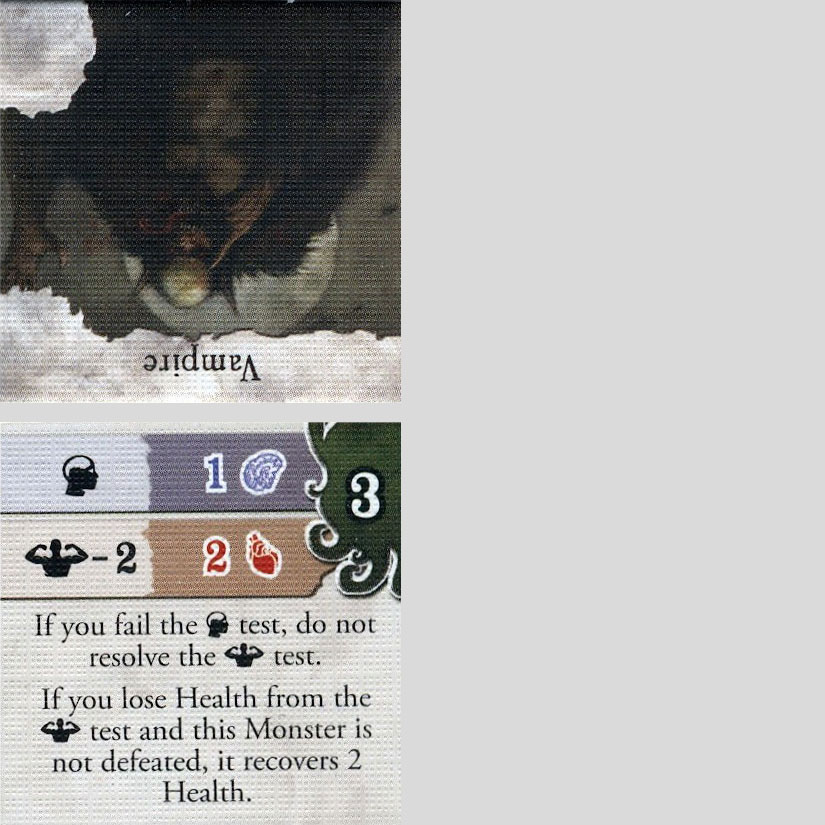 Vampire
1
3
-2 2
If you fail the test, do not
resolve the test.
If you lose Health from the
test and this Monster is
not defeated, it recovers 2
Health.